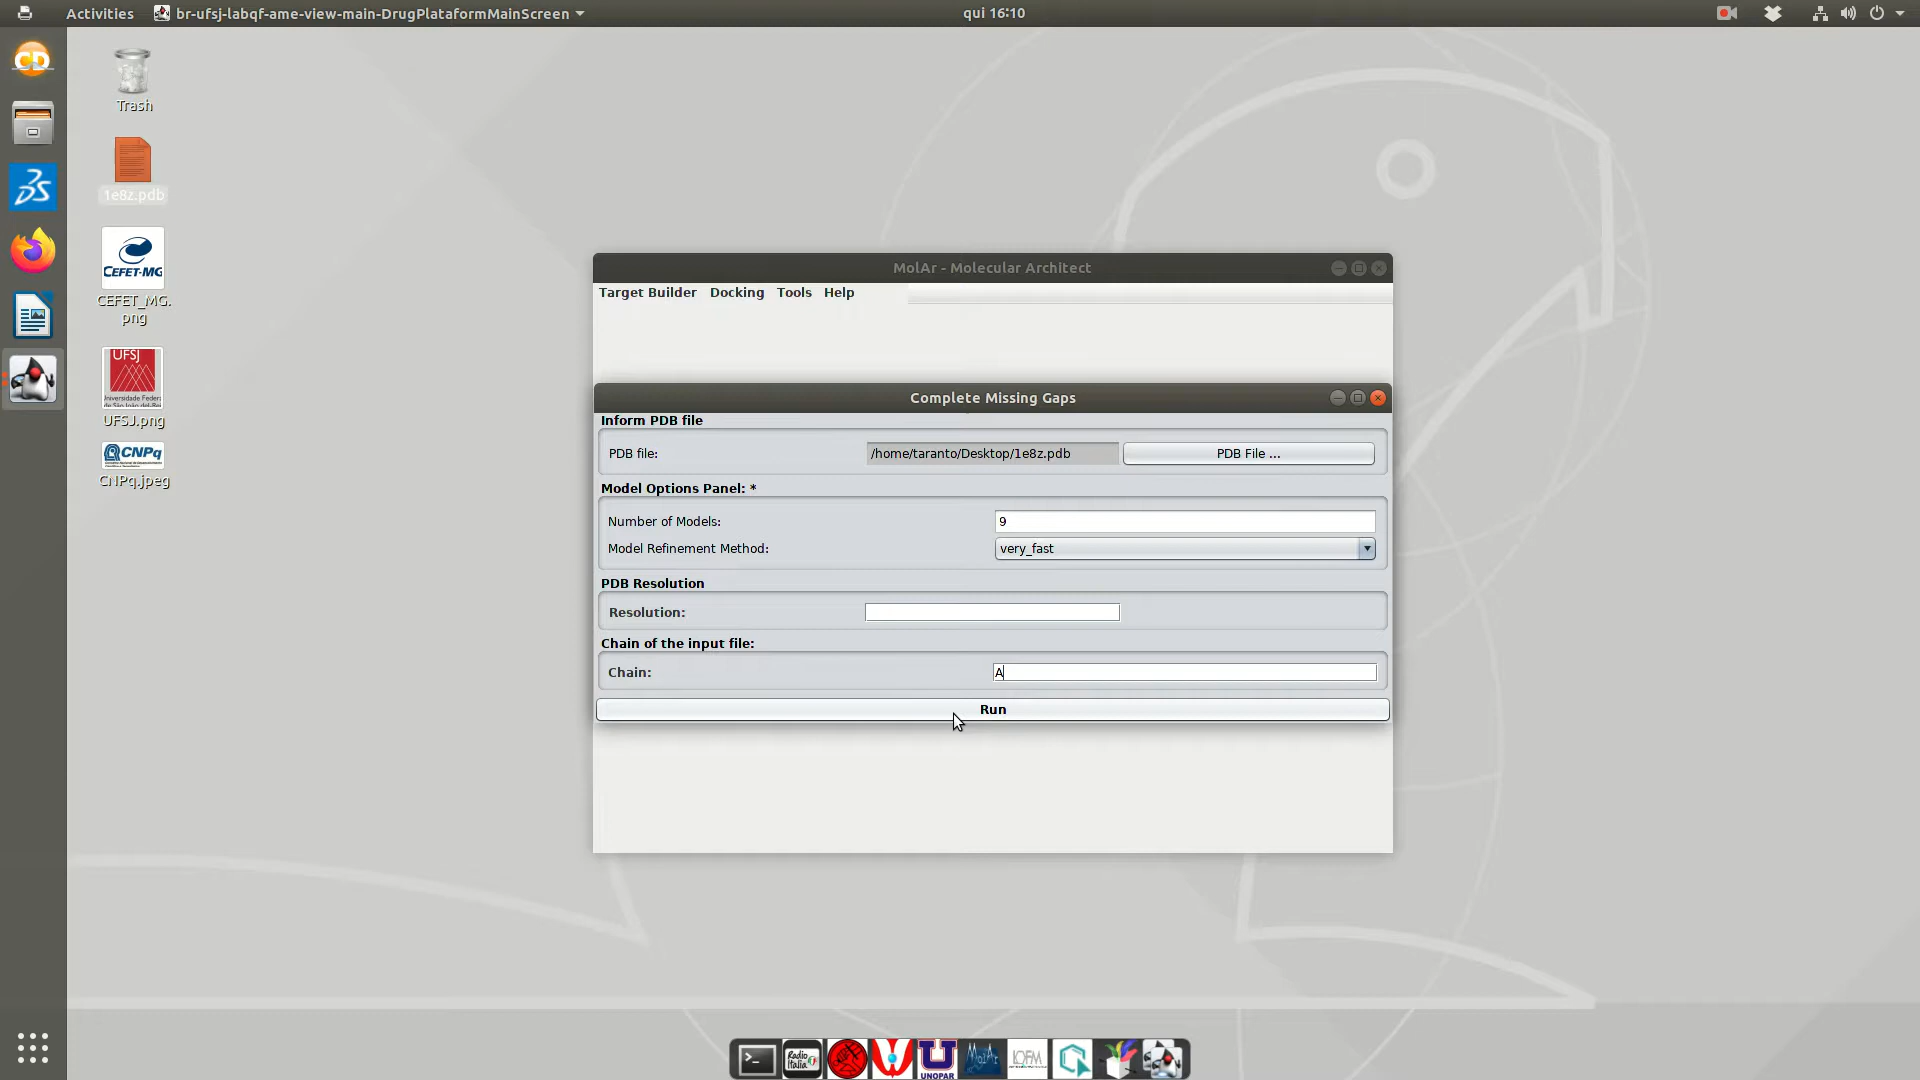 Activities
br-ufsj-labqf-ame-view-main-DrugPlataformMainScreen
qui 16:10
Trash
1e8z.pdb
CEFET-MG
CEFET_MG.
png
UFSJ
UFSJ.png
CNPq
CNPq.jpeg
MolAr - Molecular Architect
Target Builder Docking Tools Help
Complete Missing Gaps
Inform PDB file
PDB file: /home/taranto/Desktop/1e8z.pdb PDB File ...
Model Options Panel: *
Number of Models: 9
Model Refinement Method: very_fast
PDB Resolution
Resolution:
Chain of the input file:
Chain: A
Run
Radio
Italia
UNOPAR
MolAr